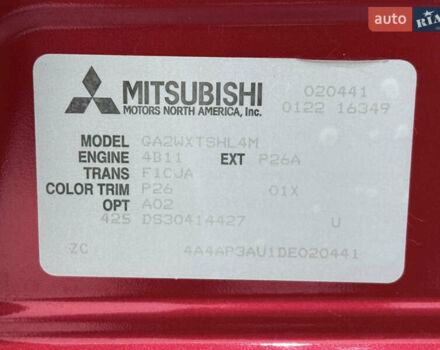 auto RIA
MITSUBISHI
MOTORS NORTH AMERICA, Inc.
020441
0122 16349
MODEL GA2WXTSHL4M
ENGINE 4B11 EXT P26A
TRANS F1CJA
COLOR TRIM P26 01X
OPT A02
425 DS30414427 U
ZC 4A4AP3AU1DE020441